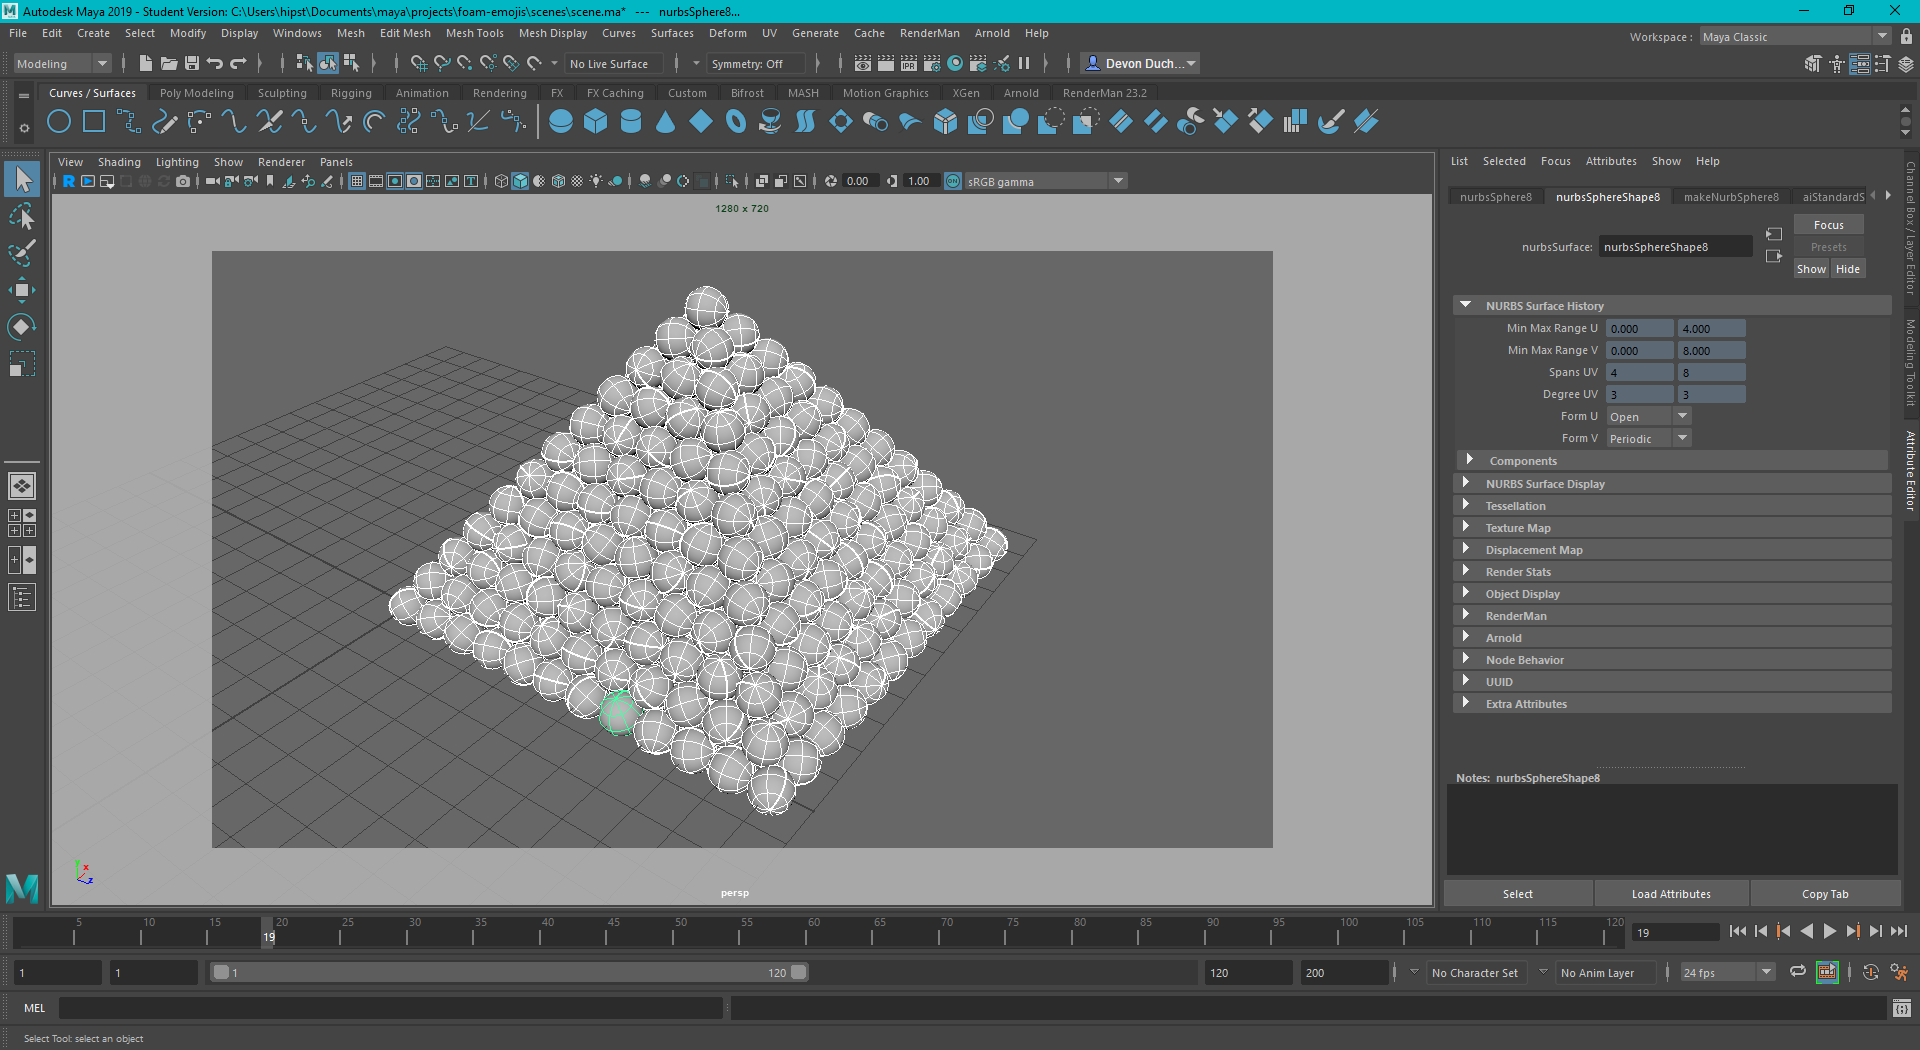 Autodesk Maya 2019 - Student Version: C:\Users\hipst\Documents\maya\projects\foam-emojis\scenes\scene.ma* --- nurbsSphere8...
File Edit Create Select Modify Display Windows Mesh Edit Mesh Mesh Tools Mesh Display Curves Surfaces Deform UV Generate Cache RenderMan Arnold Help
Workspace : Maya Classic
Modeling No Live Surface Symmetry: Off Devon Duch...
Curves / Surfaces Poly Modeling Sculpting Rigging Animation Rendering FX FX Caching Custom Bifrost MASH Motion Graphics XGen Arnold RenderMan 23.2
View Shading Lighting Show Renderer Panels
0.00 1.00 ON sRGB gamma
1280 x 720
persp
List Selected Focus Attributes Show Help
nurbsSphere8 nurbsSphereShape8 makeNurbSphere8 aiStandardS
Focus
nurbsSurface: nurbsSphereShape8
Presets
Show Hide
NURBS Surface History
Min Max Range U 0.000 4.000
Min Max Range V 0.000 8.000
Spans UV 4 8
Degree UV 3 3
Form U Open
Form V Periodic
Components
NURBS Surface Display
Tessellation
Texture Map
Displacement Map
Render Stats
Object Display
RenderMan
Arnold
Node Behavior
UUID
Extra Attributes
Notes: nurbsSphereShape8
Select Load Attributes Copy Tab
Channel Box / Layer Editor
Modeling Toolkit
Attribute Editor
5 10 15 20 25 30 35 40 45 50 55 60 65 70 75 80 85 90 95 100 105 110 115 120
19 19
1 1 1 120 120 200 No Character Set No Anim Layer 24 fps
MEL
Select Tool: select an object